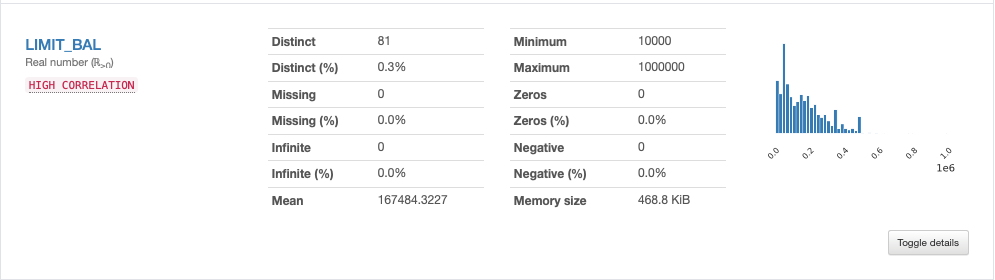 LIMIT_BAL
Real number (ℝ>0)
HIGH CORRELATION
Distinct 81
Distinct (%) 0.3%
Missing 0
Missing (%) 0.0%
Infinite 0
Infinite (%) 0.0%
Mean 167484.3227
Minimum 10000
Maximum 1000000
Zeros 0
Zeros (%) 0.0%
Negative 0
Negative (%) 0.0%
Memory size 468.8 KiB
0.0 0.2 0.4 0.6 0.8 1.0
1e6
Toggle details